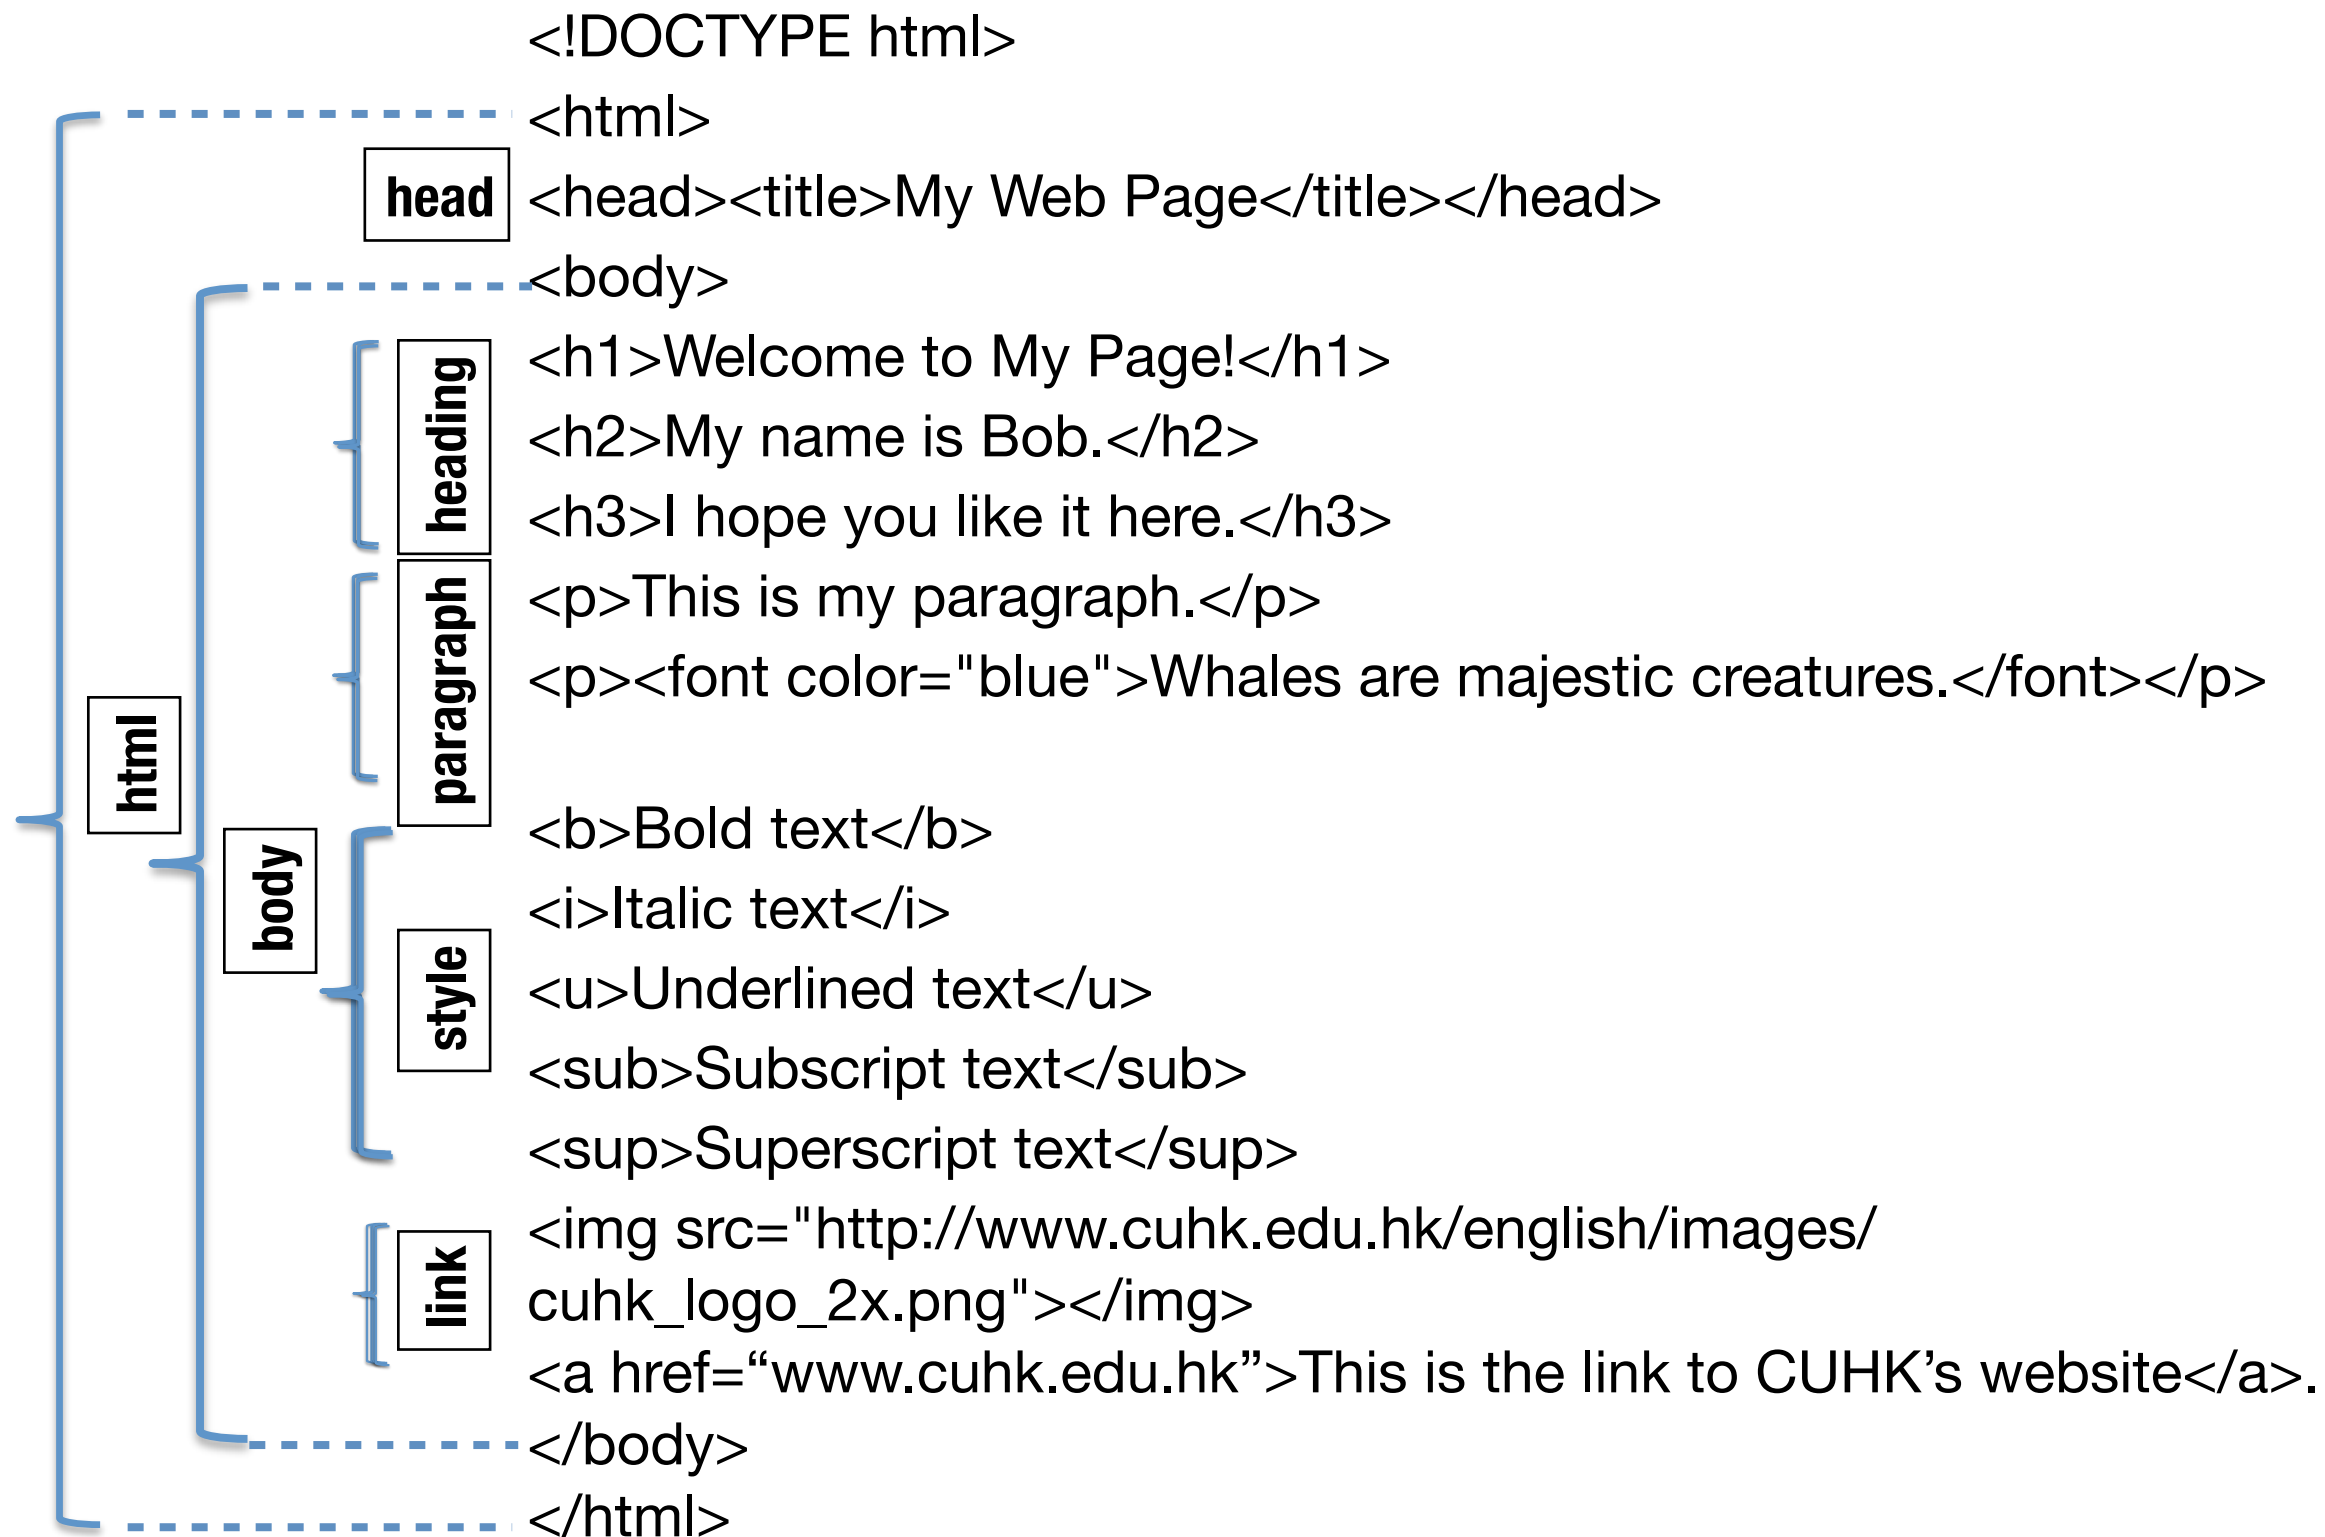 <!DOCTYPE html>
<html>
head
<head><title>My Web Page</title></head>
<body>
heading
<h1>Welcome to My Page!</h1>
<h2>My name is Bob.</h2>
<h3>I hope you like it here.</h3>
paragraph
<p>This is my paragraph.</p>
<p><font color="blue">Whales are majestic creatures.</font></p>
html
body
style
<b>Bold text</b>
<i>Italic text</i>
<u>Underlined text</u>
<sub>Subscript text</sub>
<sup>Superscript text</sup>
link
<img src="http://www.cuhk.edu.hk/english/images/
cuhk_logo_2x.png"></img>
<a href=“www.cuhk.edu.hk”>This is the link to CUHK’s website</a>.
</body>
</html>